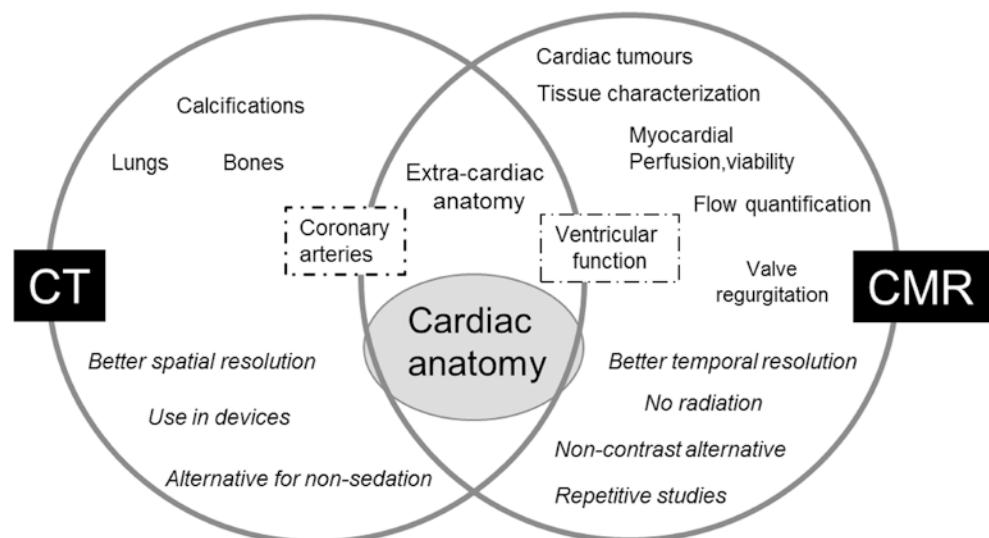 CT
Calcifications
Lungs
Bones
Coronary
arteries
Better spatial resolution
Use in devices
Alternative for non-sedation
Extra-cardiac
anatomy
Cardiac
anatomy
Ventricular
function
Cardiac tumours
Tissue characterization
Myocardial
Perfusion,viability
Flow quantification
Valve
regurgitation
CMR
Better temporal resolution
No radiation
Non-contrast alternative
Repetitive studies